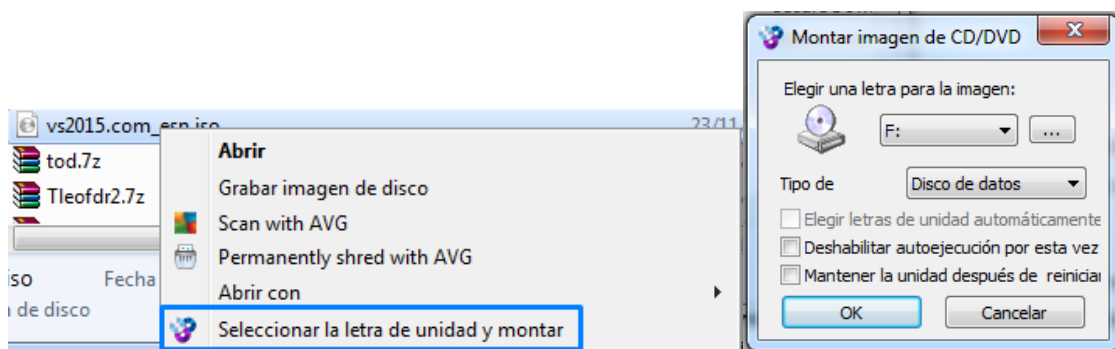 vs2015.com_esp.iso
23/11
tod.7z
Tleofdr2.7z
iso
Fecha
de disco
Abrir
Grabar imagen de disco
Scan with AVG
Permanently shred with AVG
Abrir con
Seleccionar la letra de unidad y montar
Montar imagen de CD/DVD
Elegir una letra para la imagen:
F:
...
Tipo de
Disco de datos
Elegir letras de unidad automáticamente
Deshabilitar autoejecución por esta vez
Mantener la unidad después de reiniciar
OK
Cancelar